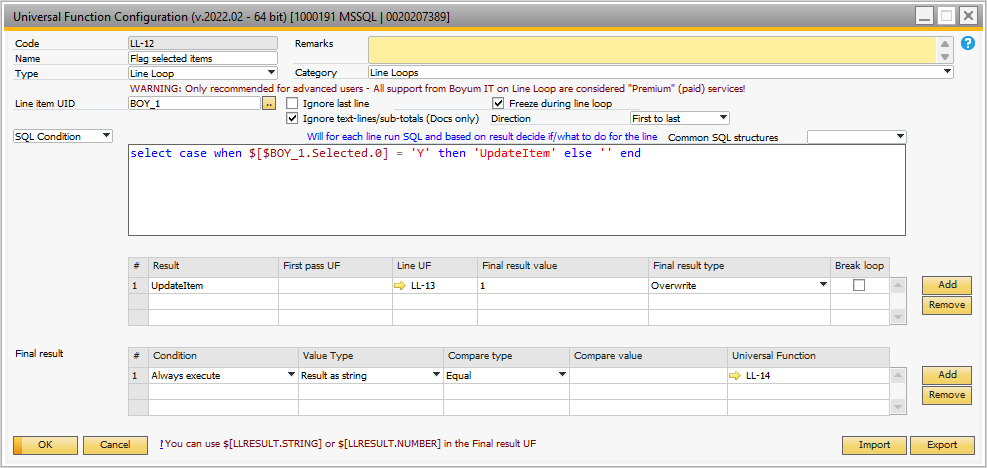 Universal Function Configuration (v.2022.02 - 64 bit) [1000191 MSSQL | 0020207389]
Code LL-12 Remarks
Name Flag selected items
Type Line Loop Category Line Loops
WARNING: Only recommended for advanced users - All support from Boyum IT on Line Loop are considered "Premium" (paid) services!
Line item UID BOY_1 .. Ignore last line Freeze during line loop
Ignore text-lines/sub-totals (Docs only) Direction First to last
SQL Condition Will for each line run SQL and based on result decide if/what to do for the line Common SQL structures
select case when $[$BOY_1.Selected.0] = 'Y' then 'UpdateItem' else '' end
# Result First pass UF Line UF Final result value Final result type Break loop
1 UpdateItem LL-13 1 Overwrite
Add
Remove
Final result
# Condition Value Type Compare type Compare value Universal Function
1 Always execute Result as string Equal LL-14
Add
Remove
OK Cancel !You can use $[LLRESULT.STRING] or $[LLRESULT.NUMBER] in the Final result UF Import Export